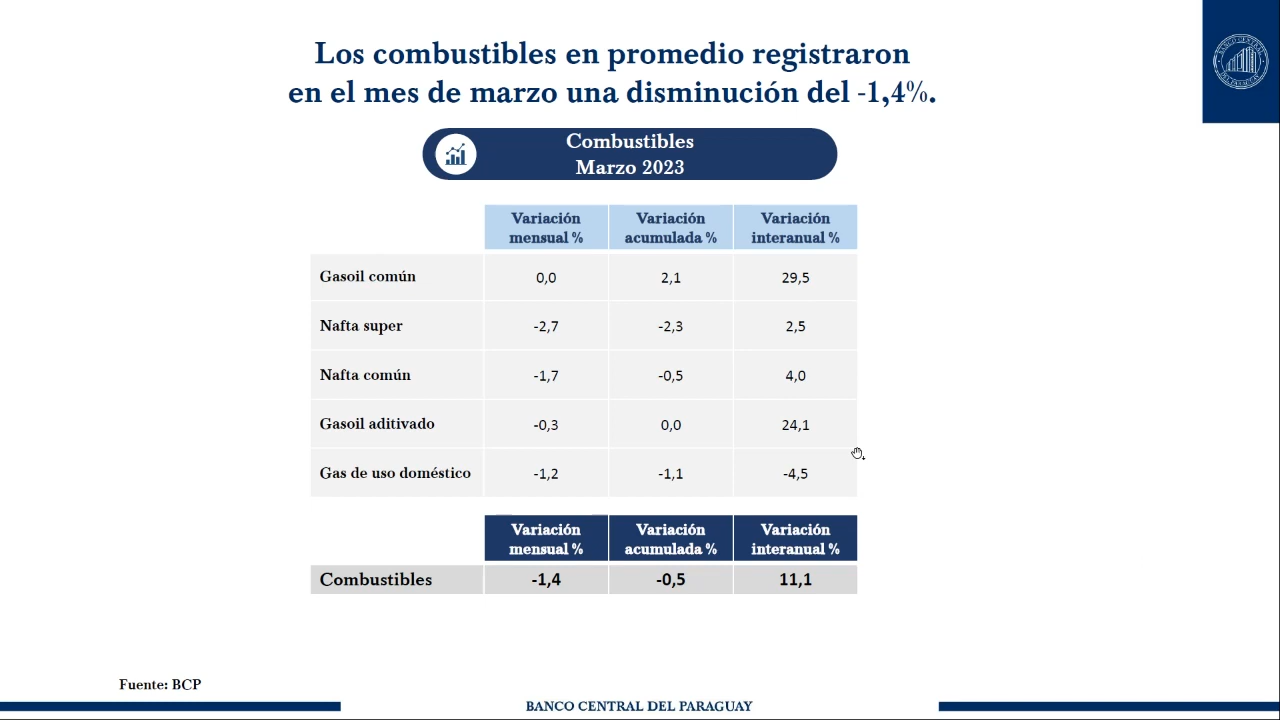 Los combustibles en promedio registraron
en el mes de marzo una disminución del -1,4%.
BANCO CENTRAL
DEL PARAGUAY
Combustibles
Marzo 2023
Variación mensual % Variación acumulada % Variación interanual %
Gasoil común 0,0 2,1 29,5
Nafta super -2,7 -2,3 2,5
Nafta común -1,7 -0,5 4,0
Gasoil aditivado -0,3 0,0 24,1
Gas de uso doméstico -1,2 -1,1 -4,5
Variación mensual % Variación acumulada % Variación interanual %
Combustibles -1,4 -0,5 11,1
Fuente: BCP
BANCO CENTRAL DEL PARAGUAY